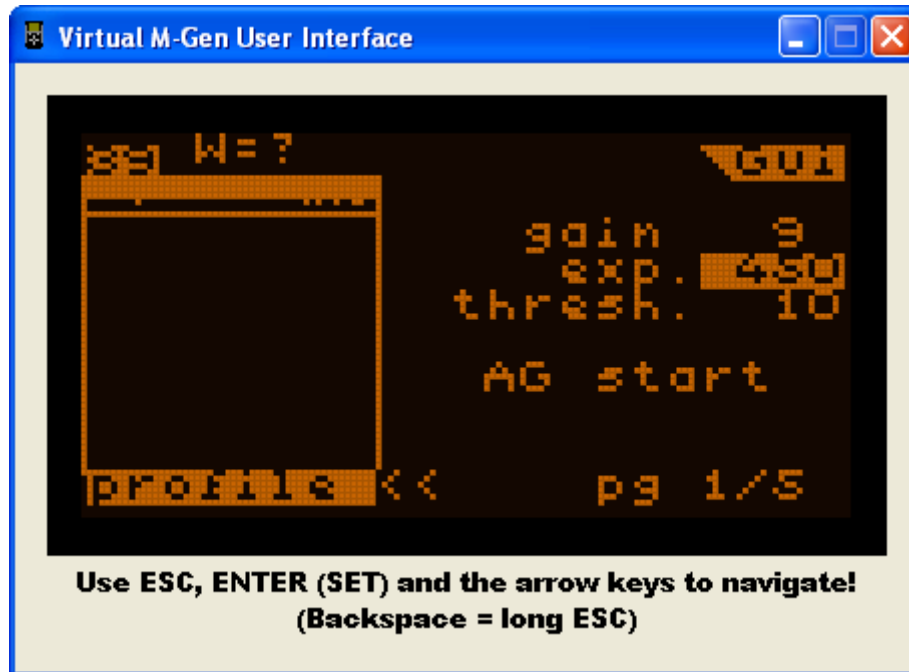 Virtual M-Gen User Interface
W=?
GUI
gain 9
exp. 480
thresh. 10
AG start
profile << pg 1/5
Use ESC, ENTER (SET) and the arrow keys to navigate!
(Backspace = long ESC)